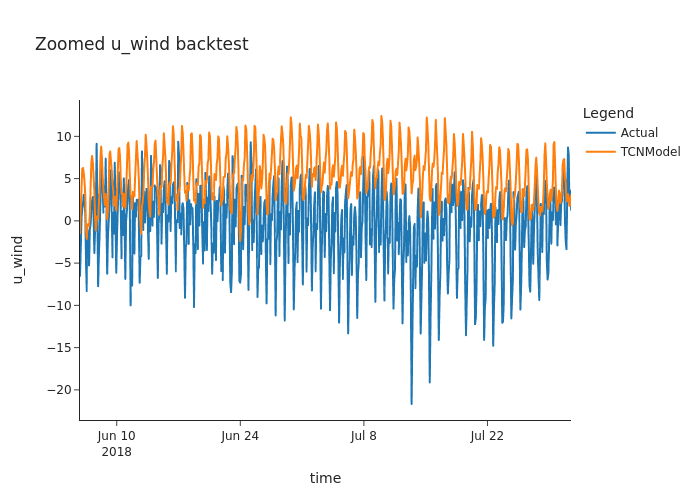 Zoomed u_wind backtest
Legend
Actual
TCNModel
10
5
0
−5
−10
−15
−20
u_wind
Jun 10
2018
Jun 24
Jul 8
Jul 22
time